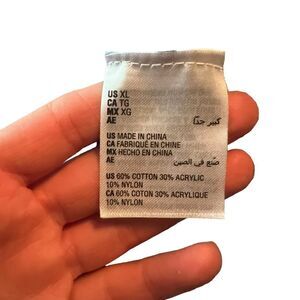 US XL
CA TG
MX XG
AE كبير جدًا
US MADE IN CHINA
CA FABRIQUÉ EN CHINE
MX HECHO EN CHINA
AE صنع في الصين
US 60% COTTON 30% ACRYLIC
10% NYLON
CA 60% COTON 30% ACRYLIQUE
10% NYLON